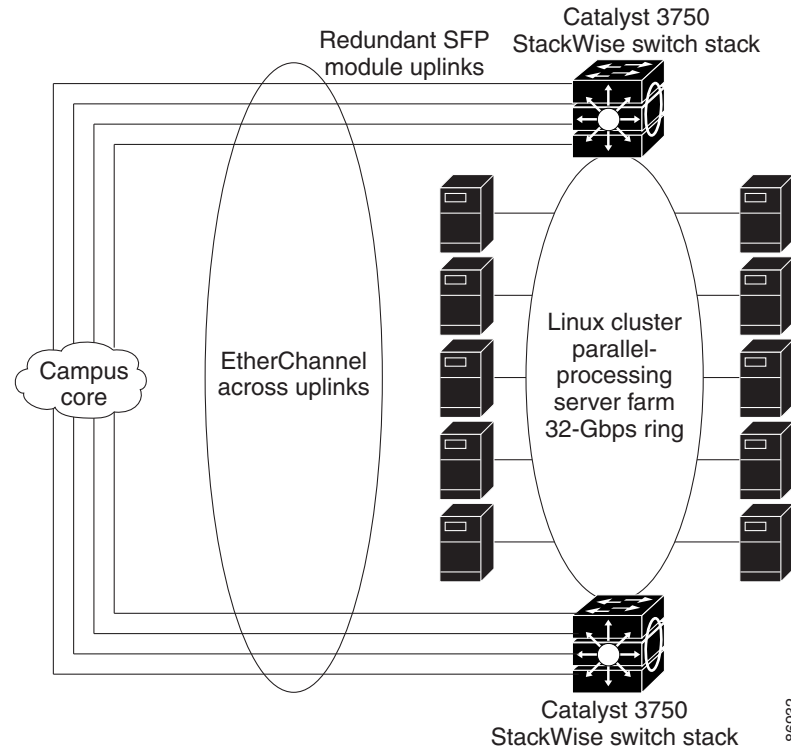 Catalyst 3750
StackWise switch stack
Redundant SFP
module uplinks
Campus
core
EtherChannel
across uplinks
Linux cluster
parallel-
processing
server farm
32-Gbps ring
Catalyst 3750
StackWise switch stack
86932